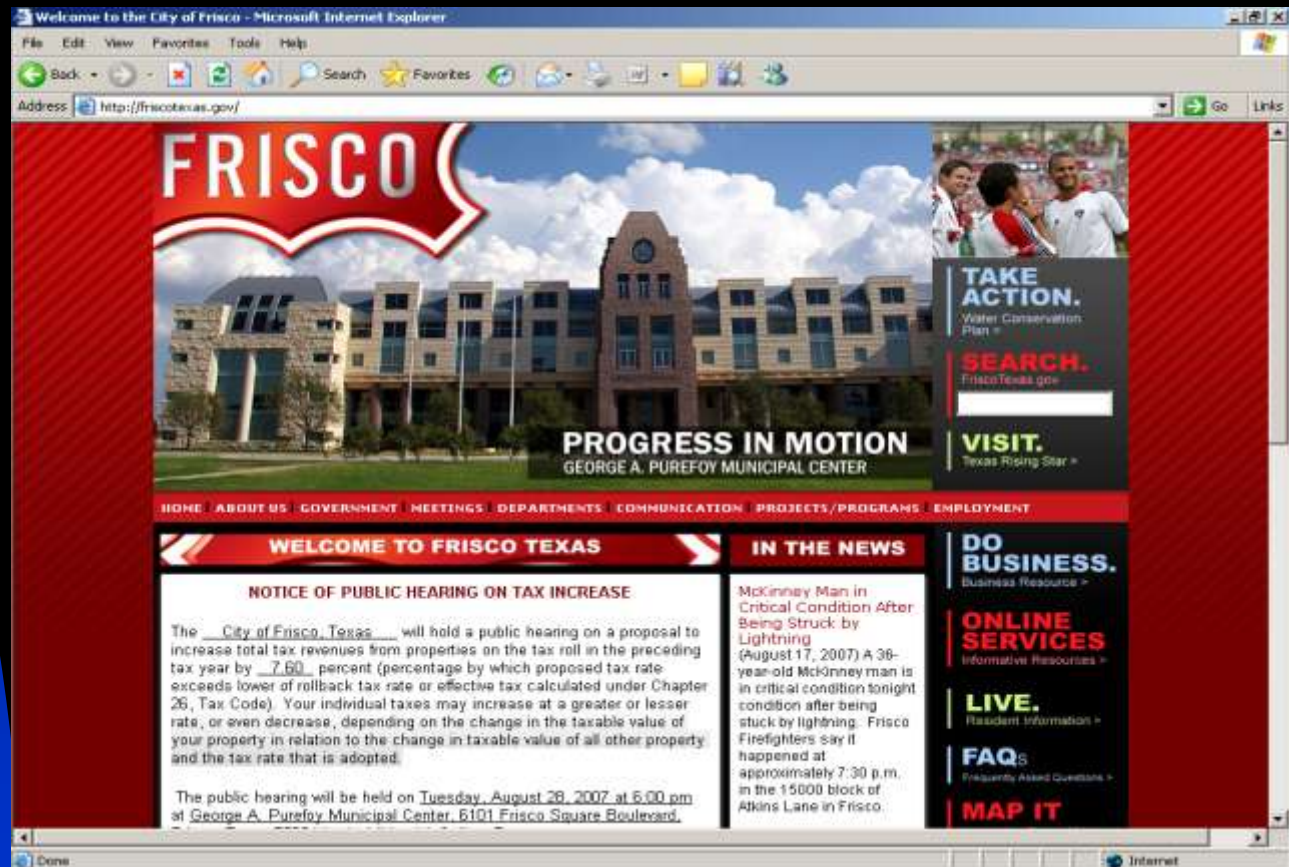 Welcome to the City of Frisco - Microsoft Internet Explorer
File Edit View Favorites Tools Help
Back Search Favorites
Address http://friscotexas.gov/ Go Links
FRISCO
PROGRESS IN MOTION
GEORGE A. PUREFOY MUNICIPAL CENTER
TAKE
ACTION.
Water Conservation
Plan »
SEARCH.
FriscoTexas.gov
VISIT.
Texas Rising Star »
HOME ABOUT US GOVERNMENT MEETINGS DEPARTMENTS COMMUNICATION PROJECTS/PROGRAMS EMPLOYMENT
WELCOME TO FRISCO TEXAS
NOTICE OF PUBLIC HEARING ON TAX INCREASE
The City of Frisco, Texas will hold a public hearing on a proposal to
increase total tax revenues from properties on the tax roll in the preceding
tax year by 7.60 percent (percentage by which proposed tax rate
exceeds lower of rollback tax rate or effective tax calculated under Chapter
26, Tax Code). Your individual taxes may increase at a greater or lesser
rate, or even decrease, depending on the change in the taxable value of
your property in relation to the change in taxable value of all other property
and the tax rate that is adopted.
The public hearing will be held on Tuesday, August 28, 2007 at 6:00 pm
at George A. Purefoy Municipal Center, 6101 Frisco Square Boulevard,
IN THE NEWS
McKinney Man in
Critical Condition After
Being Struck by
Lightning
(August 17, 2007) A 36-
year-old McKinney man is
in critical condition tonight
condition after being
stuck by lightning. Frisco
Firefighters say it
happened at
approximately 7:30 p.m.
in the 15000 block of
Atkins Lane in Frisco.
DO
BUSINESS.
Business Resource »
ONLINE
SERVICES
Informative Resources »
LIVE.
Resident Information »
FAQs
Frequently Asked Questions »
MAP IT
Done Internet